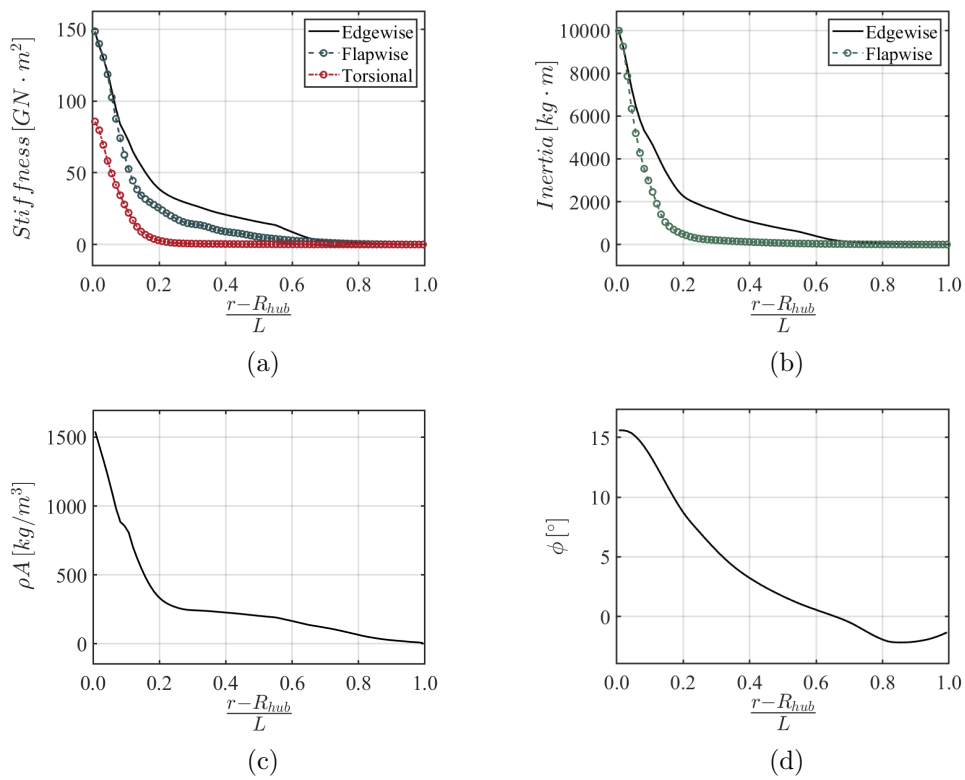 Stiffness [GN · m²]
150
100
50
0
Edgewise
Flapwise
Torsional
0.0 0.2 0.4 0.6 0.8 1.0
r−R_hub
L
(a)
Inertia [kg · m]
10000
8000
6000
4000
2000
0
Edgewise
Flapwise
0.0 0.2 0.4 0.6 0.8 1.0
r−R_hub
L
(b)
ρA [kg/m³]
1500
1000
500
0
0.0 0.2 0.4 0.6 0.8 1.0
r−R_hub
L
(c)
ϕ [°]
15
10
5
0
0.0 0.2 0.4 0.6 0.8 1.0
r−R_hub
L
(d)